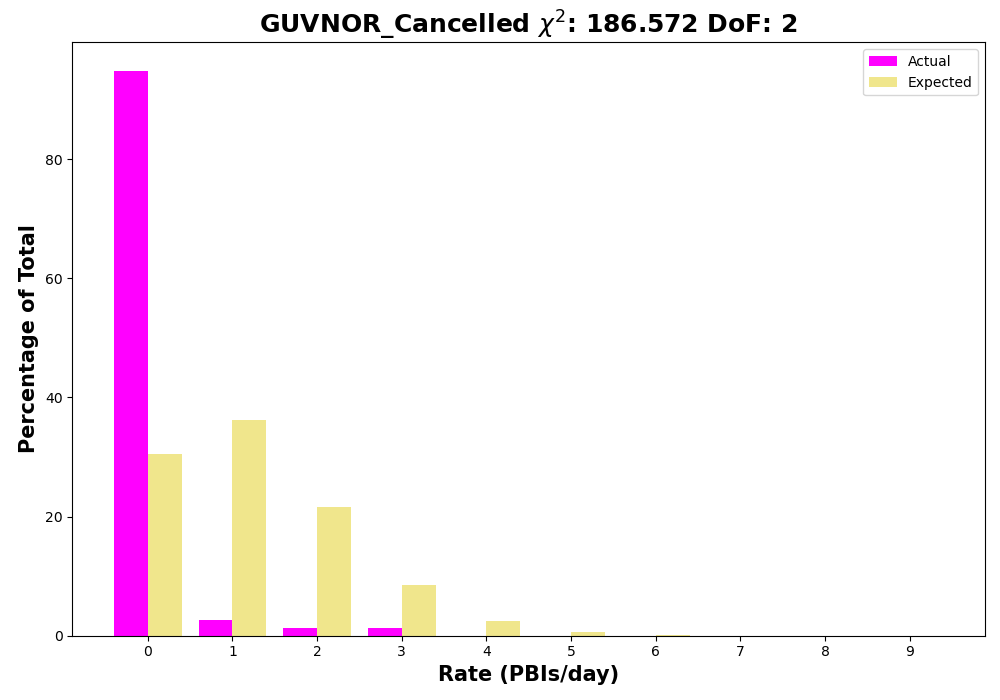 GUVNOR_Cancelled χ²: 186.572 DoF: 2
Actual
Expected
Percentage of Total
80
60
40
20
0
0 1 2 3 4 5 6 7 8 9
Rate (PBIs/day)